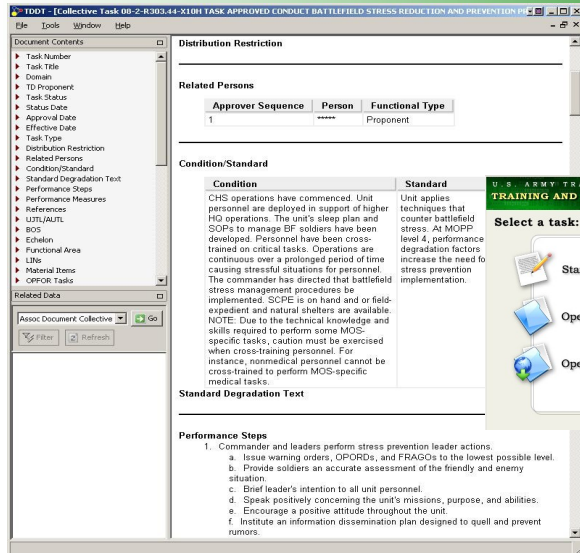 TDDT - [Collective Task 08-2-R303.44-X10H TASK APPROVED CONDUCT BATTLEFIELD STRESS REDUCTION AND PREVENTION
File Tools Window Help
Document Contents
Task Number
Task Title
Domain
TD Proponent
Task Status
Status Date
Approval Date
Effective Date
Task Type
Distribution Restriction
Related Persons
Condition/Standard
Standard Degradation Text
Performance Steps
Performance Measures
References
UJTL/AUTL
BOS
Echelon
Functional Area
LINs
Material Items
OPFOR Tasks
Related Data
Assoc Document Collective Go
Filter Refresh
Distribution Restriction
Related Persons
Approver Sequence Person Functional Type
1 ***** Proponent
Condition/Standard
Condition Standard
CHS operations have commenced. Unit
personnel are deployed in support of higher
HQ operations. The unit's sleep plan and
SOPs to manage BF soldiers have been
developed. Personnel have been cross-
trained on critical tasks. Operations are
continuous over a prolonged period of time
causing stressful situations for personnel.
The commander has directed that battlefield
stress management procedures be
implemented. SCPE is on hand and or field-
expedient and natural shelters are available.
NOTE: Due to the technical knowledge and
skills required to perform some MOS-
specific tasks, caution must be exercised
when cross-training personnel. For
instance, nonmedical personnel cannot be
cross-trained to perform MOS-specific
medical tasks.
Unit applies
techniques that
counter battlefield
stress. At MOPP
level 4, performance
degradation factors
increase the need fo
stress prevention
implementation.
Standard Degradation Text
Performance Steps
1. Commander and leaders perform stress prevention leader actions.
a. Issue warning orders, OPORDs, and FRAGOs to the lowest possible level.
b. Provide soldiers an accurate assessment of the friendly and enemy
situation.
c. Brief leader's intention to all unit personnel.
d. Speak positively concerning the unit's missions, purpose, and abilities.
e. Encourage a positive attitude throughout the unit.
f. Institute an information dissemination plan designed to quell and prevent
rumors.
U.S. ARMY TR
TRAINING AND
Select a task:
Sta
Ope
Ope